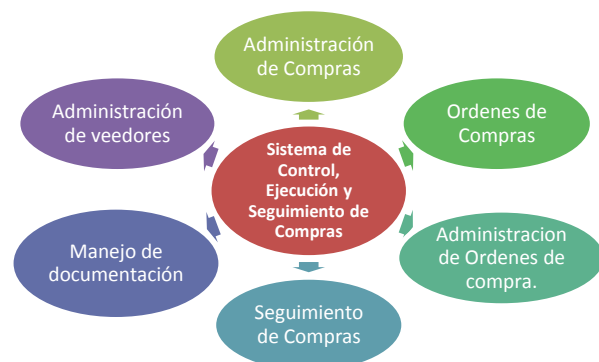 Administración
de Compras
Administración
de veedores
Ordenes de
Compras
Sistema de
Control,
Ejecución y
Seguimiento de
Compras
Manejo de
documentación
Administracion
de Ordenes de
compra.
Seguimiento
de Compras